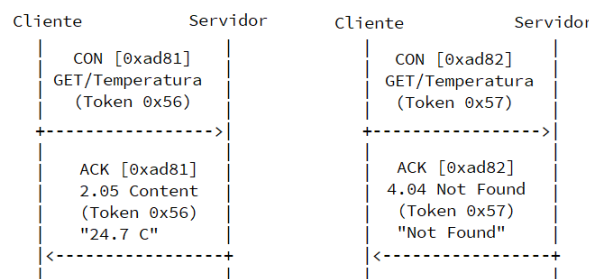 Cliente Servidor
CON [0xad81]
GET/Temperatura
(Token 0x56)
ACK [0xad81]
2.05 Content
(Token 0x56)
"24.7 C"
Cliente Servidor
CON [0xad82]
GET/Temperatura
(Token 0x57)
ACK [0xad82]
4.04 Not Found
(Token 0x57)
"Not Found"